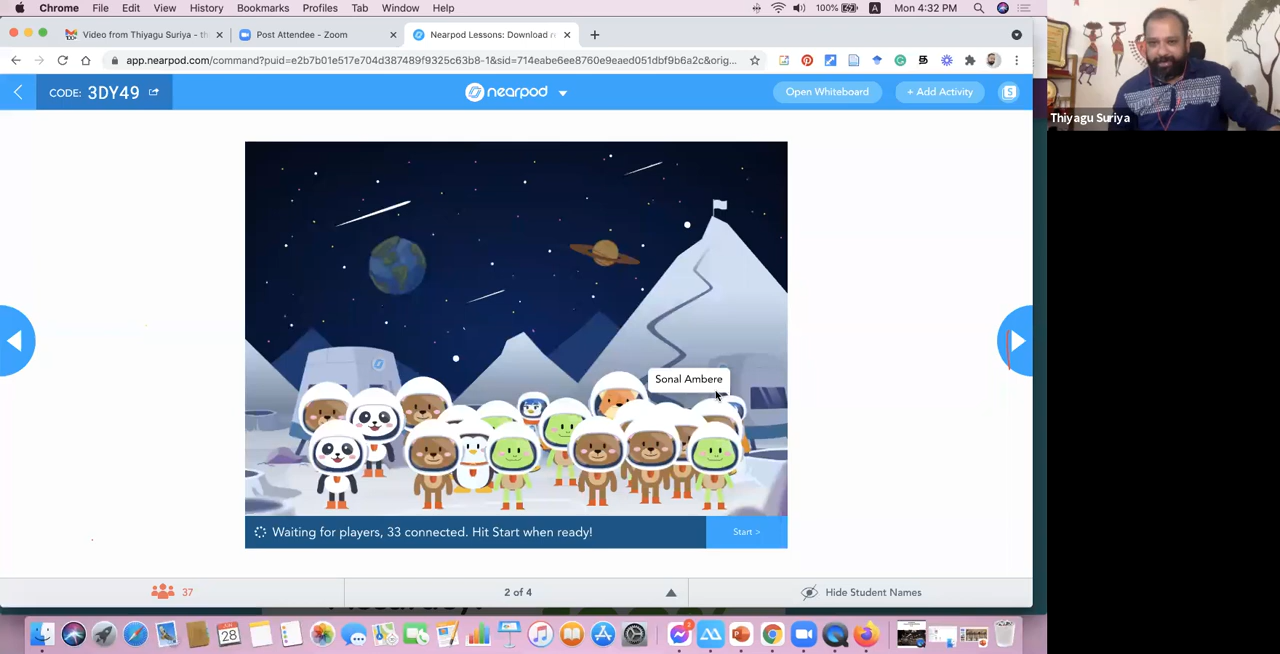 Chrome File Edit View History Bookmarks Profiles Tab Window Help 100% A Mon 4:32 PM
Video from Thiyagu Suriya - th × Post Attendee - Zoom × Nearpod Lessons: Download re × +
app.nearpod.com/command?puid=e2b7b01e517e704d387489f9326c63b8-1&sid=714eabe6ee8760e9eaed051dbf9b6a2c&orig...
CODE: 3DY49 nearpod Open Whiteboard + Add Activity S
Thiyagu Suriya
Sonal Ambere
Waiting for players, 33 connected. Hit Start when ready! Start >
37 2 of 4 Hide Student Names
28
2